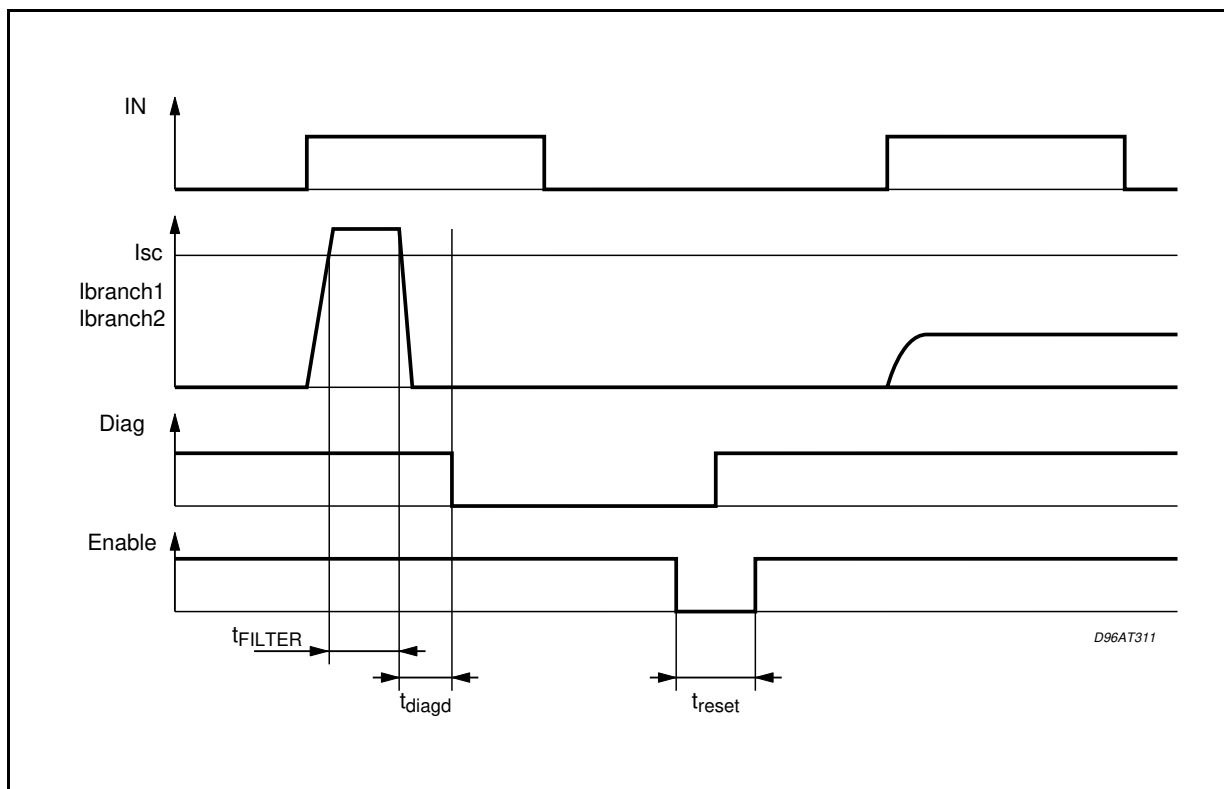 IN
Isc
Ibranch1
Ibranch2
Diag
Enable
tFILTER
D96AT311
tdiagd
treset